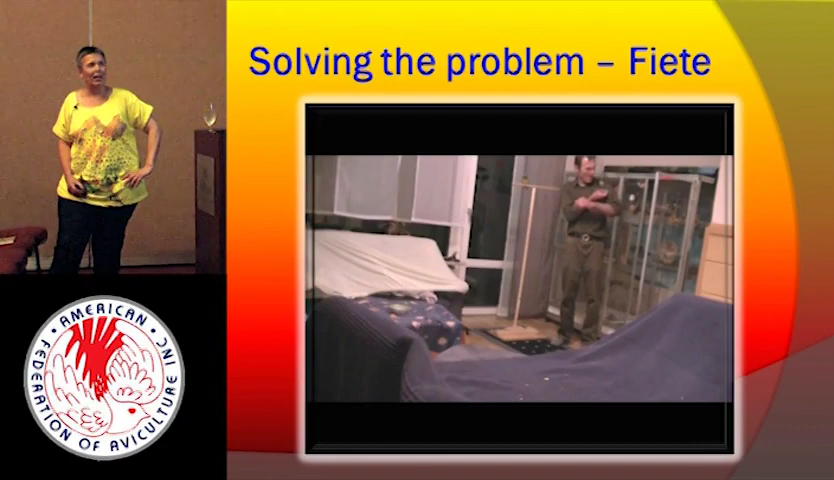 Solving the problem – Fiete
• AMERICAN •
FEDERATION OF AVICULTURE INC